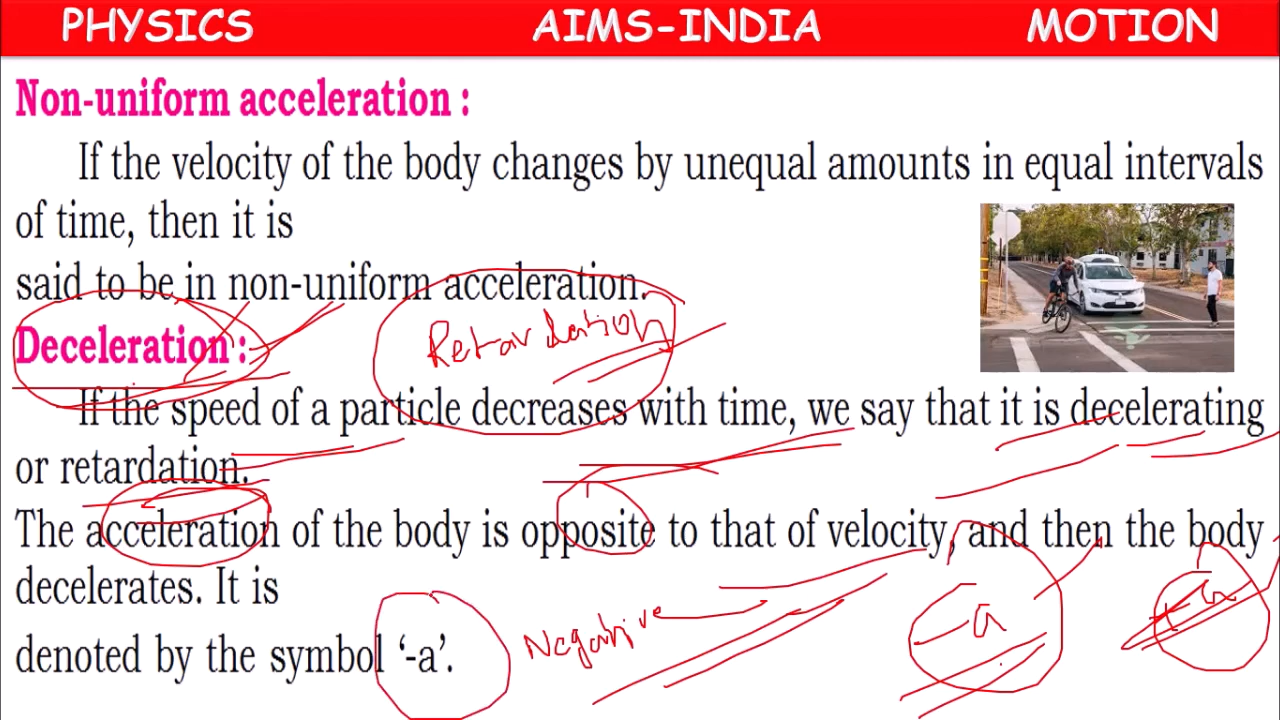 PHYSICS AIMS-INDIA MOTION
Non-uniform acceleration :
If the velocity of the body changes by unequal amounts in equal intervals
of time, then it is
said to be in non-uniform acceleration.
Retardation
Deceleration :
If the speed of a particle decreases with time, we say that it is decelerating
or retardation.
The acceleration of the body is opposite to that of velocity, and then the body
decelerates. It is
denoted by the symbol ‘-a’.
Negative
-a